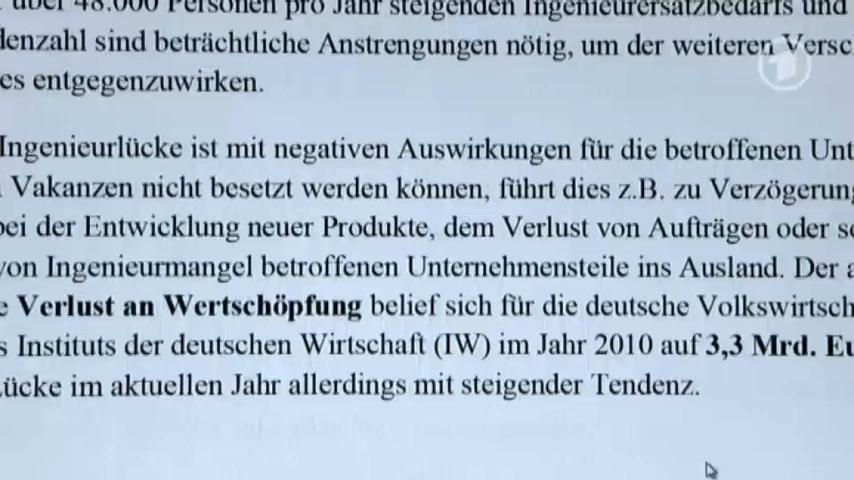 über 48.000 Personen pro Jahr steigenden Ingenieurersatzbedarfs und
denzahl sind beträchtliche Anstrengungen nötig, um der weiteren Versc
es entgegenzuwirken.
Ingenieurlücke ist mit negativen Auswirkungen für die betroffenen Unt
Vakanzen nicht besetzt werden können, führt dies z.B. zu Verzögerung
bei der Entwicklung neuer Produkte, dem Verlust von Aufträgen oder so
von Ingenieurmangel betroffenen Unternehmensteile ins Ausland. Der a
e Verlust an Wertschöpfung belief sich für die deutsche Volkswirtsch
s Instituts der deutschen Wirtschaft (IW) im Jahr 2010 auf 3,3 Mrd. Eu
Lücke im aktuellen Jahr allerdings mit steigender Tendenz.
1